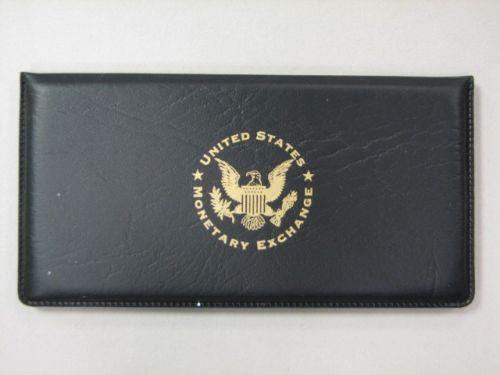 UNITED STATES
MONETARY EXCHANGE